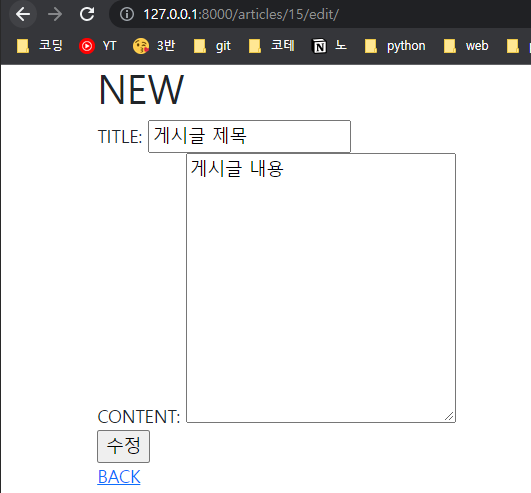 127.0.0.1:8000/articles/15/edit/
코딩 YT 3반 git 코테 노 python web
NEW
TITLE: 게시글 제목
게시글 내용
CONTENT:
수정
BACK